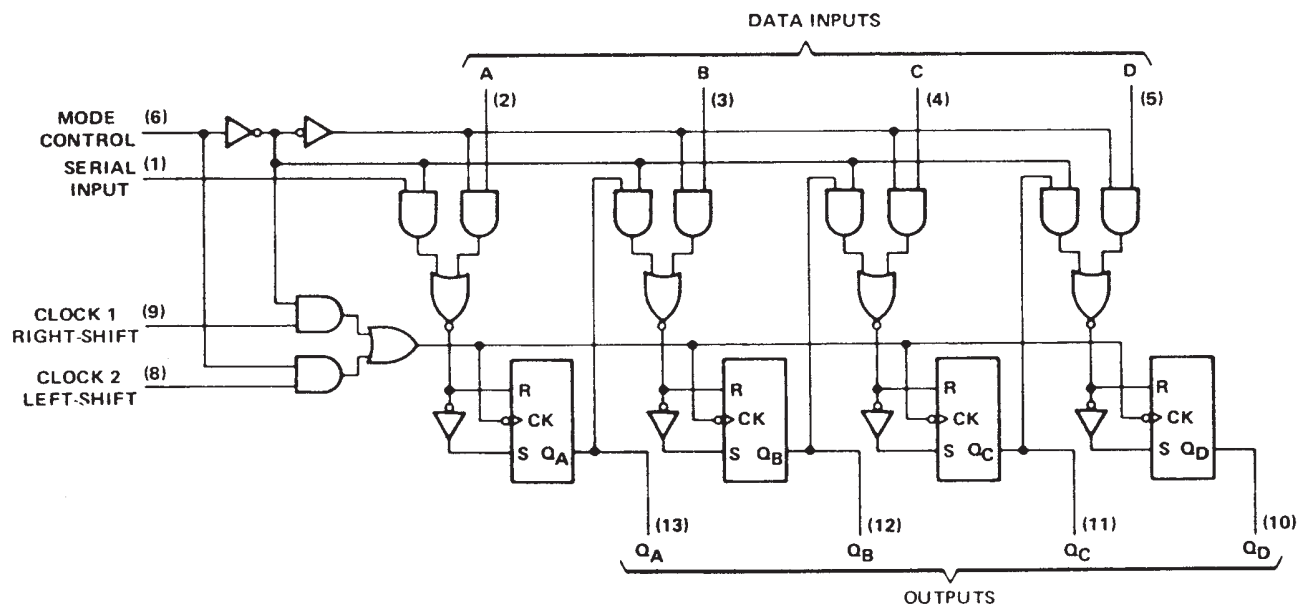 DATA INPUTS
A B C D
(2) (3) (4) (5)
MODE CONTROL (6)
SERIAL INPUT (1)
CLOCK 1 RIGHT-SHIFT (9)
CLOCK 2 LEFT-SHIFT (8)
R R R R
CK CK CK CK
S QA S QB S QC S QD
(13) (12) (11) (10)
QA QB QC QD
OUTPUTS